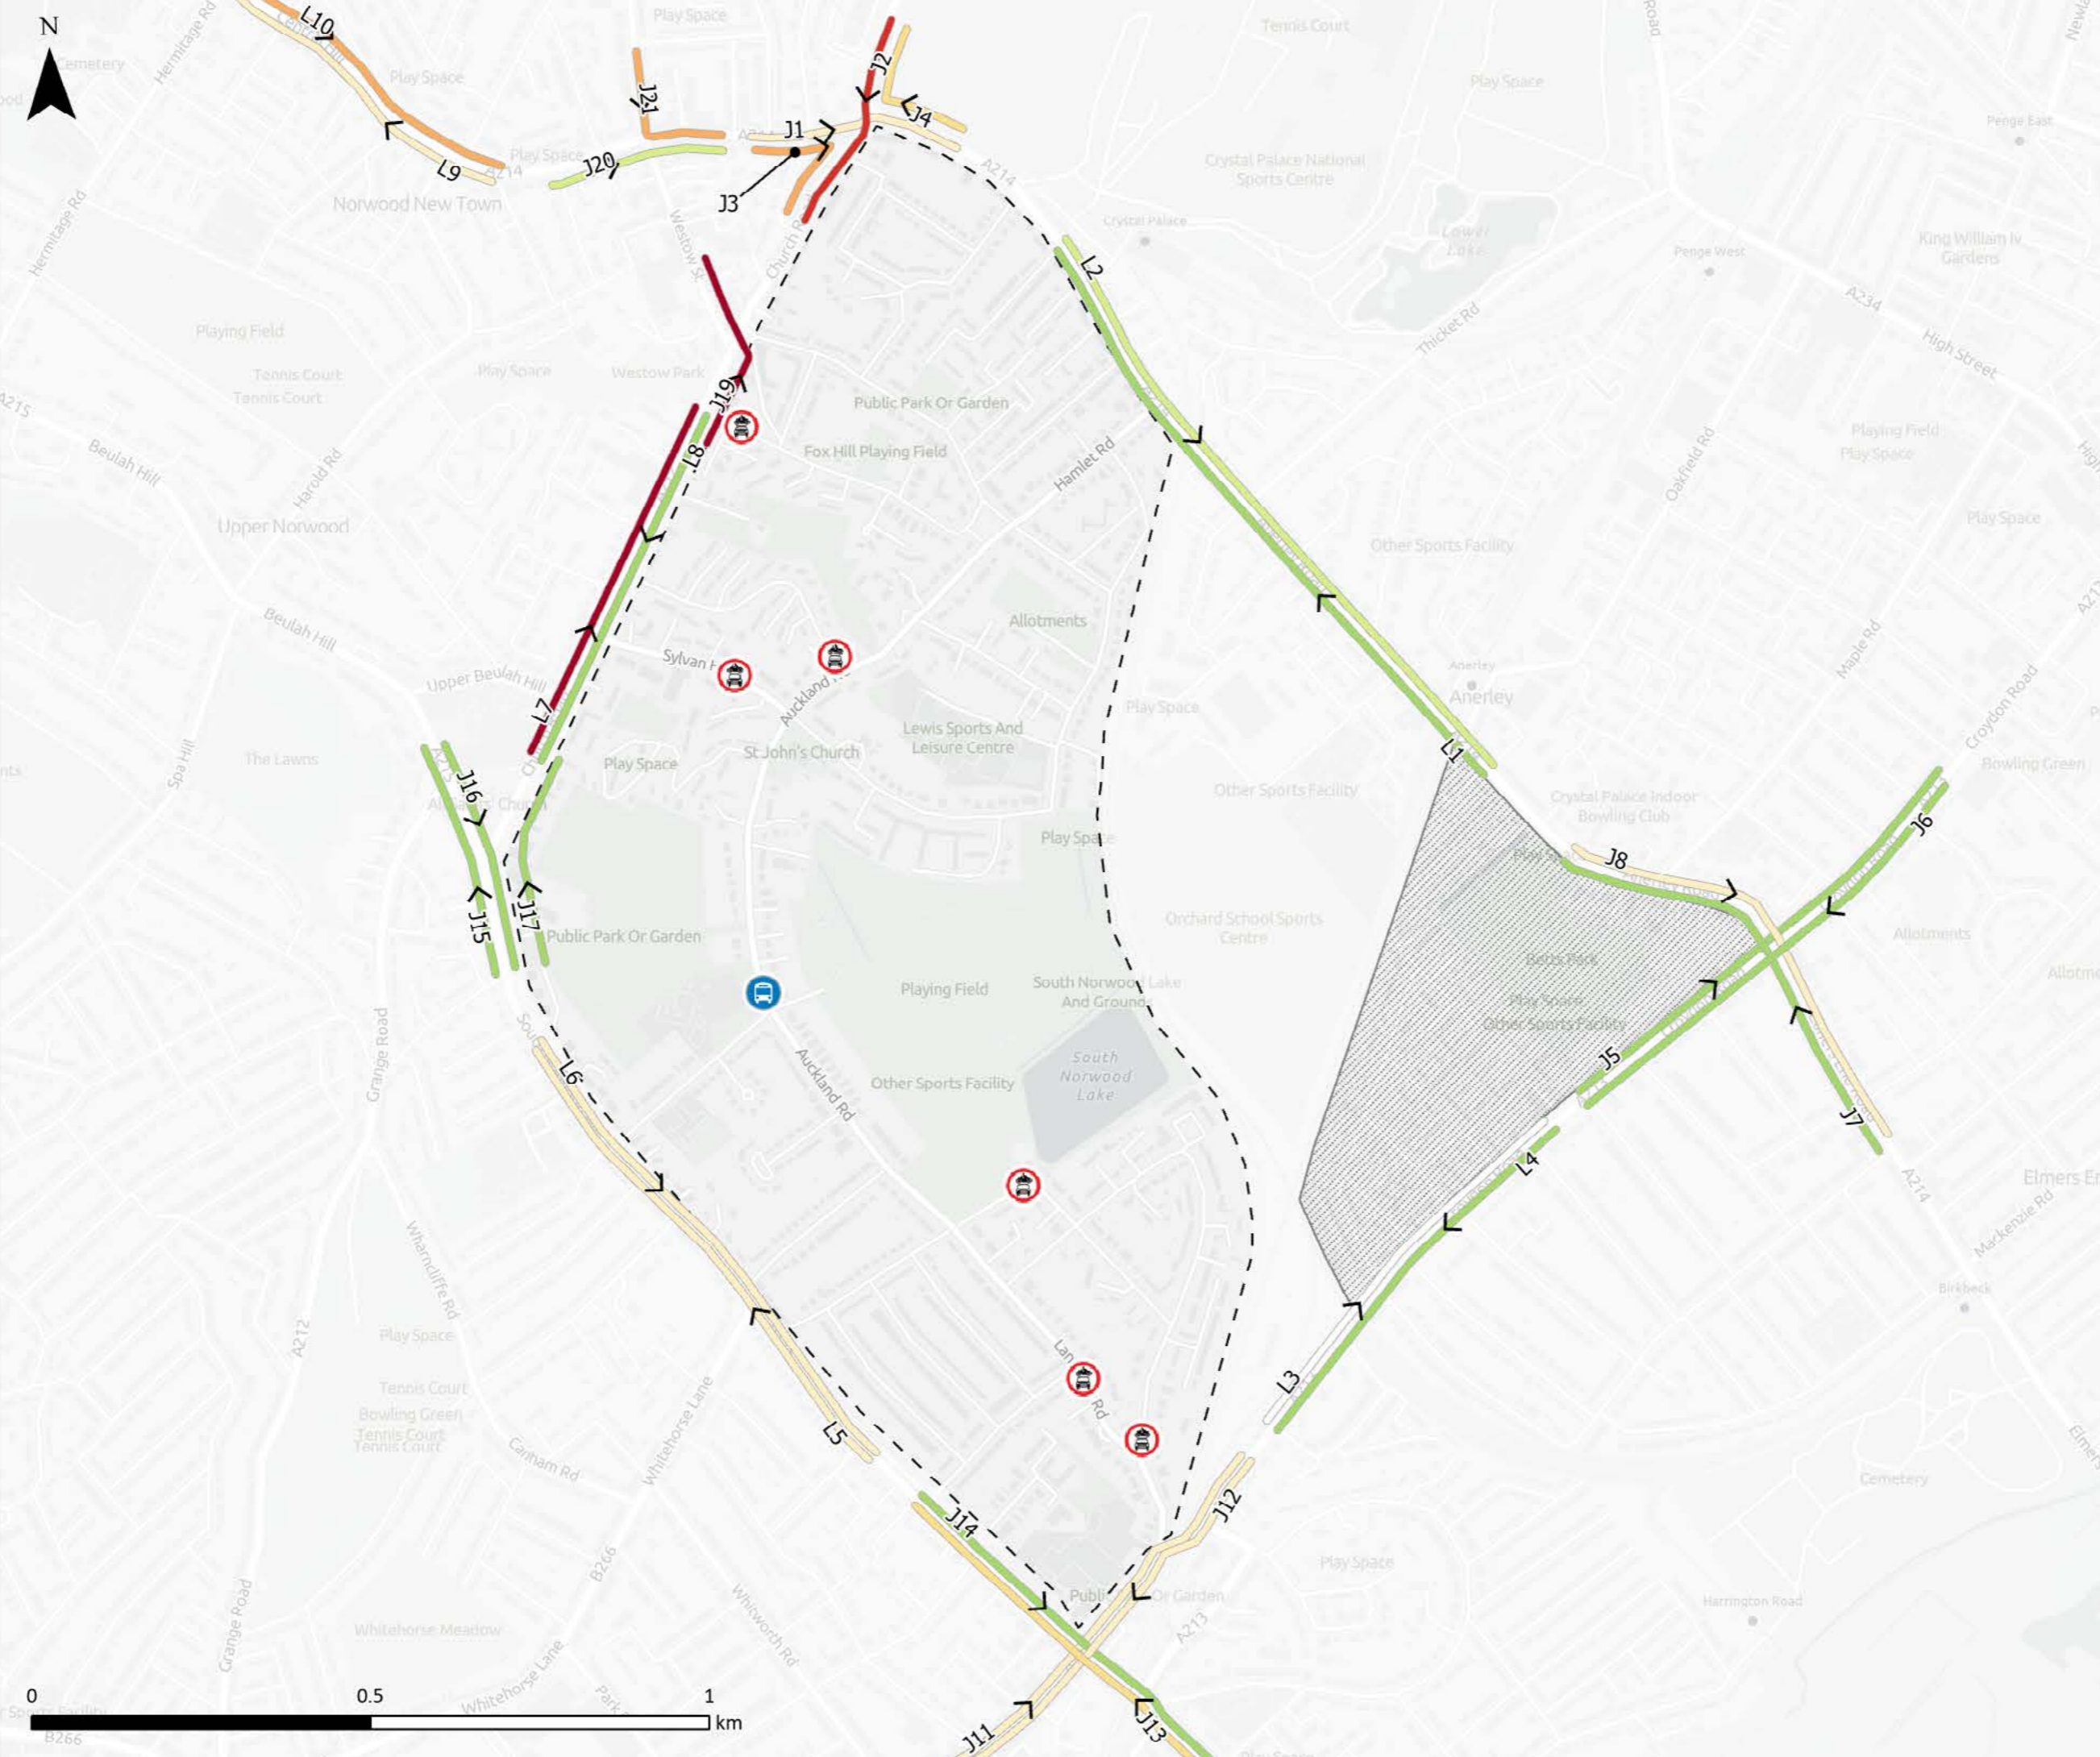 N
L10
Central Hill
Hermitage Rd
Play Space
Tennis Court
Road
Cemetery
Play Space
J21
J2
Play Space
J4
J1
Penge East
L9
A214
Play Space
J20
J3
A214
Crystal Palace National
Sports Centre
Norwood New Town
Hermitage Rd
Westow St
Crystal Palace
Lower
Lake
Penge West
King William Iv
Gardens
L2
A234
High Street
Thicket Rd
Playing Field
Tennis Court
Tennis Court
Play Space
Westow Park
A215
J19
Public Park Or Garden
Fox Hill Playing Field
Hamlet Rd
Beulah Hill
Harold Rd
L8
Oakfield Rd
Playing Field
Play Space
Upper Norwood
Play Space
Other Sports Facility
Allotments
Beulah Hill
Sylvan
Auckland
Upper Beulah Hill
L7
Play Space
Anerley
Anerley
Maple Rd
Croydon Road
Lewis Sports And
Leisure Centre
St John's Church
Play Space
The Lawns
Spa Hill
A215
J16
L1
Other Sports Facility
Bowling Green
Crystal Palace Indoor
Bowling Club
J6
Play Space
J8
J15
J17
Public Park Or Garden
Orchard School Sports
Centre
Allotments
Betts Park
Playing Field
South Norwood Lake
And Grounds
Play Space
Other Sports Facility
L6
Grange Road
Auckland Rd
Other Sports Facility
South
Norwood
Lake
J5
J7
L4
A214
Mackenzie Rd
Wharncliffe Rd
Birkbeck
A212
Play Space
L3
Lan
Rd
Tennis Court
Bowling Green
Tennis Court
Tennis Court
L5
Canham Rd
Whitehorse Lane
Cemetery
J12
J14
B266
Play Space
Or Garden
Harrington Road
A213
Whitworth Rd
Whitehorse Meadow
Grange Road
Whitehorse Lane
0
0.5
1
km
J11
J13
B266